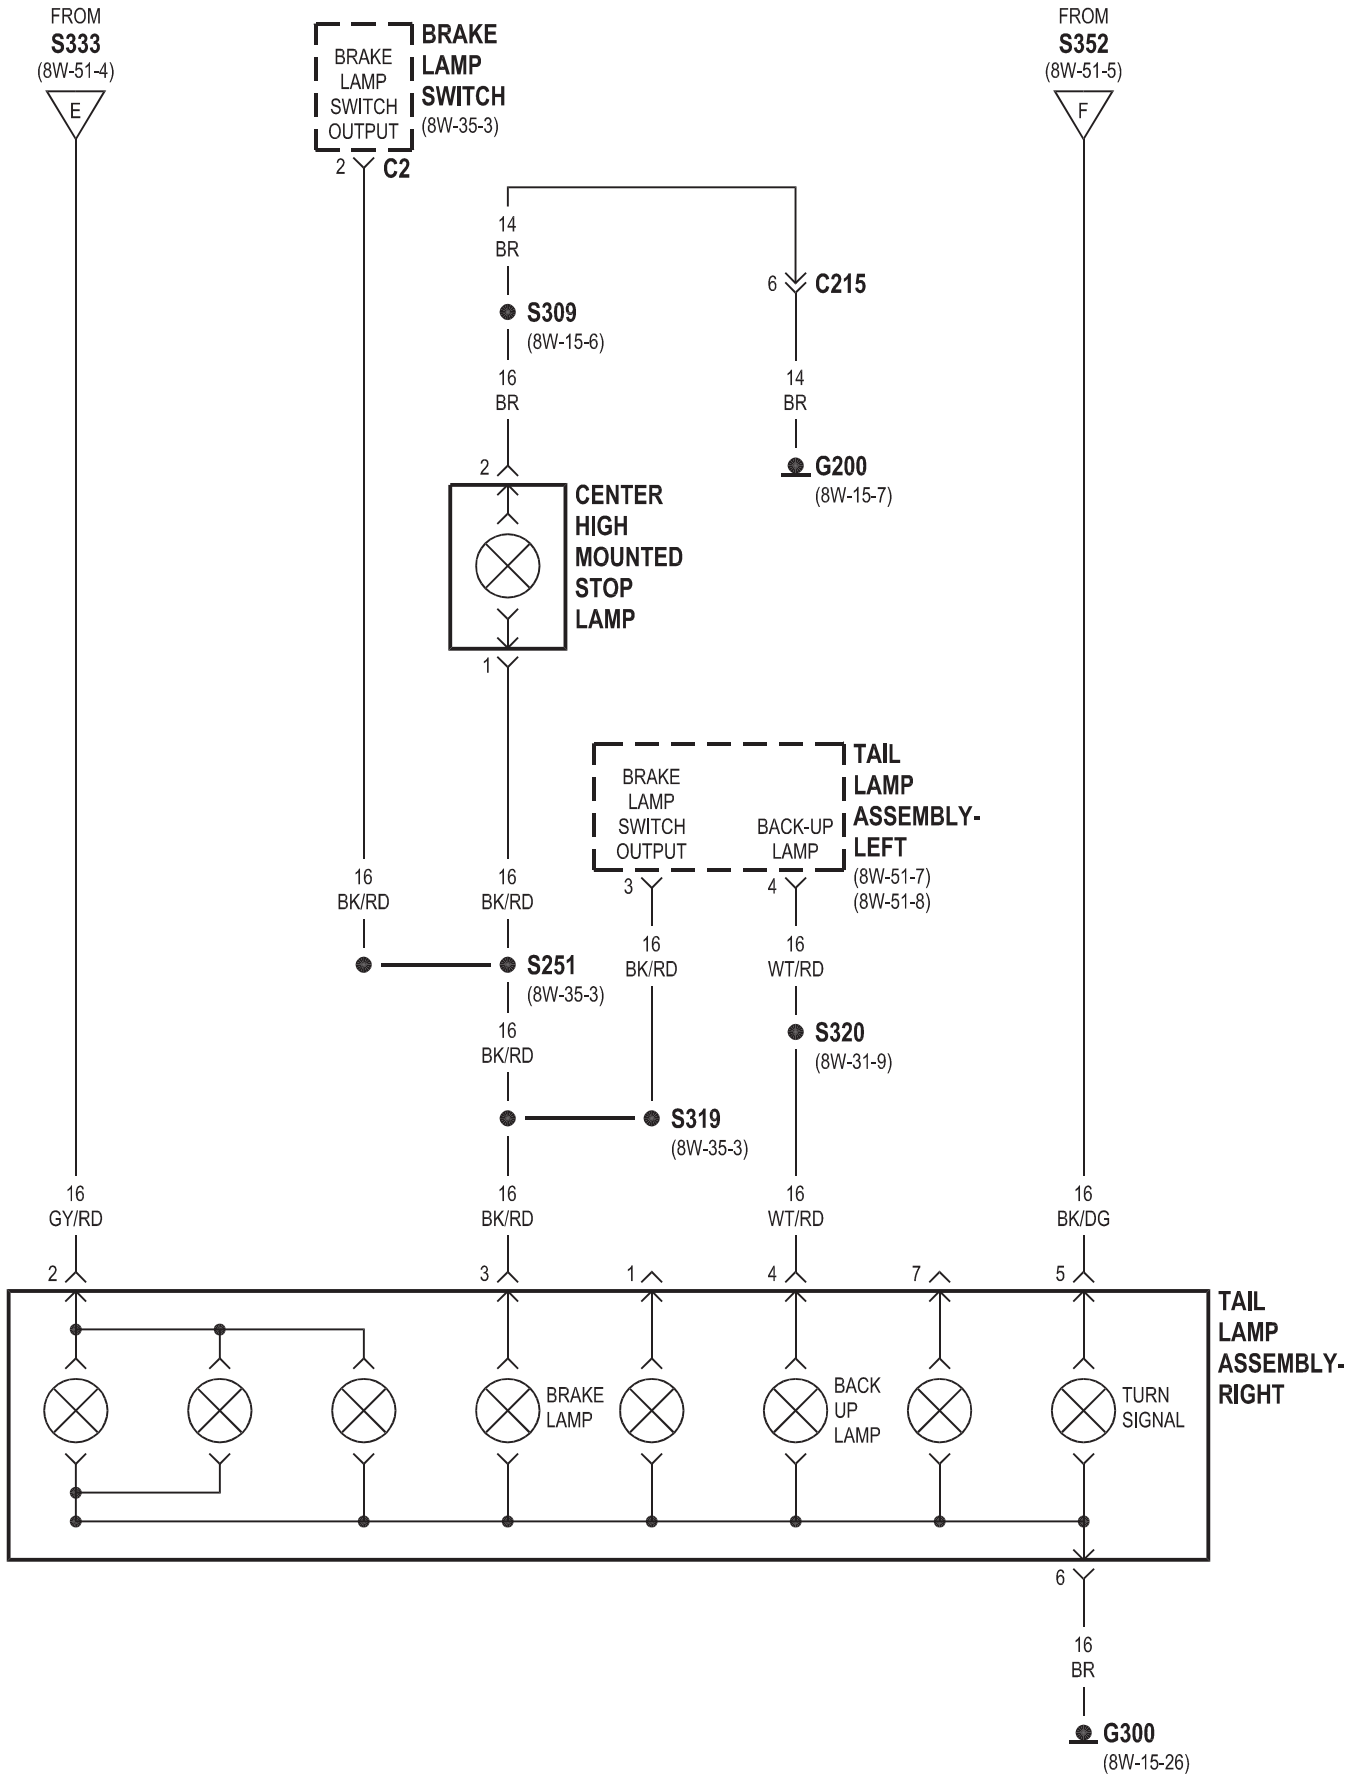 FROM
S333
(8W-51-4)
E
BRAKE
LAMP
SWITCH
OUTPUT
BRAKE
LAMP
SWITCH
(8W-35-3)
2
C2
FROM
S352
(8W-51-5)
F
14
BR
6
C215
S309
(8W-15-6)
16
BR
14
BR
2
G200
(8W-15-7)
CENTER
HIGH
MOUNTED
STOP
LAMP
1
BRAKE
LAMP
SWITCH
OUTPUT
BACK-UP
LAMP
TAIL
LAMP
ASSEMBLY-
LEFT
(8W-51-7)
(8W-51-8)
3
4
16
BK/RD
16
BK/RD
16
BK/RD
16
WT/RD
S251
(8W-35-3)
16
BK/RD
S320
(8W-31-9)
S319
(8W-35-3)
16
GY/RD
16
BK/RD
16
WT/RD
16
BK/DG
2
3
1
4
7
5
TAIL
LAMP
ASSEMBLY-
RIGHT
BRAKE
LAMP
BACK
UP
LAMP
TURN
SIGNAL
6
16
BR
G300
(8W-15-26)